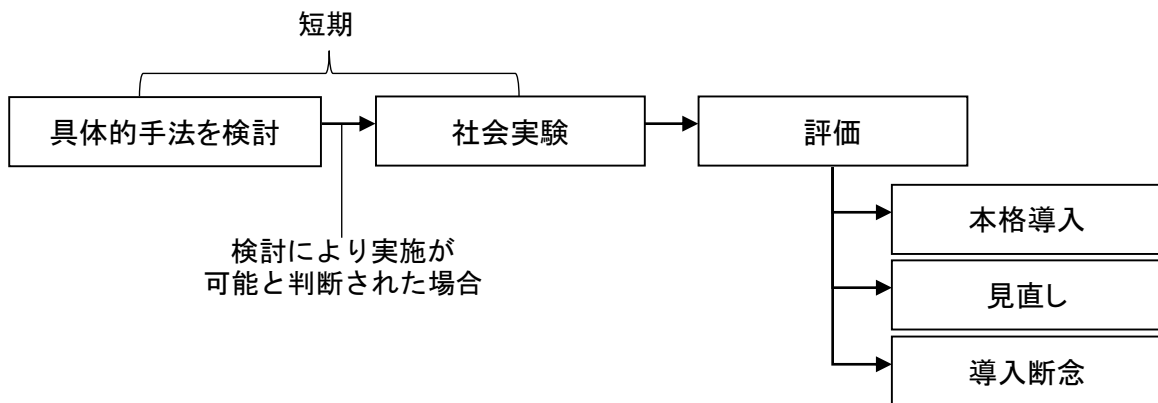 短期
具体的手法を検討
社会実験
評価
検討により実施が
可能と判断された場合
本格導入
見直し
導入断念